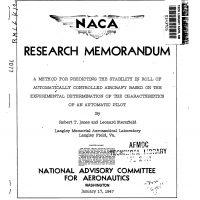 NACA
RESEARCH MEMORANDUM
A METHOD FOR PREDICTING THE STABILITY IN ROLL OF
AUTOMATICALLY CONTROLLED AIRCRAFT BASED ON THE
EXPERIMENTAL DETERMINATION OF THE CHARACTERISTICS
OF AN AUTOMATIC PILOT
By
Robert T. Jones and Leonard Sternfield
Langley Memorial Aeronautical Laboratory
Langley Field, Va.
AFMDC
TECHNICAL LIBRARY
NATIONAL ADVISORY COMMITTEE
FOR AERONAUTICS
WASHINGTON
January 17, 1947